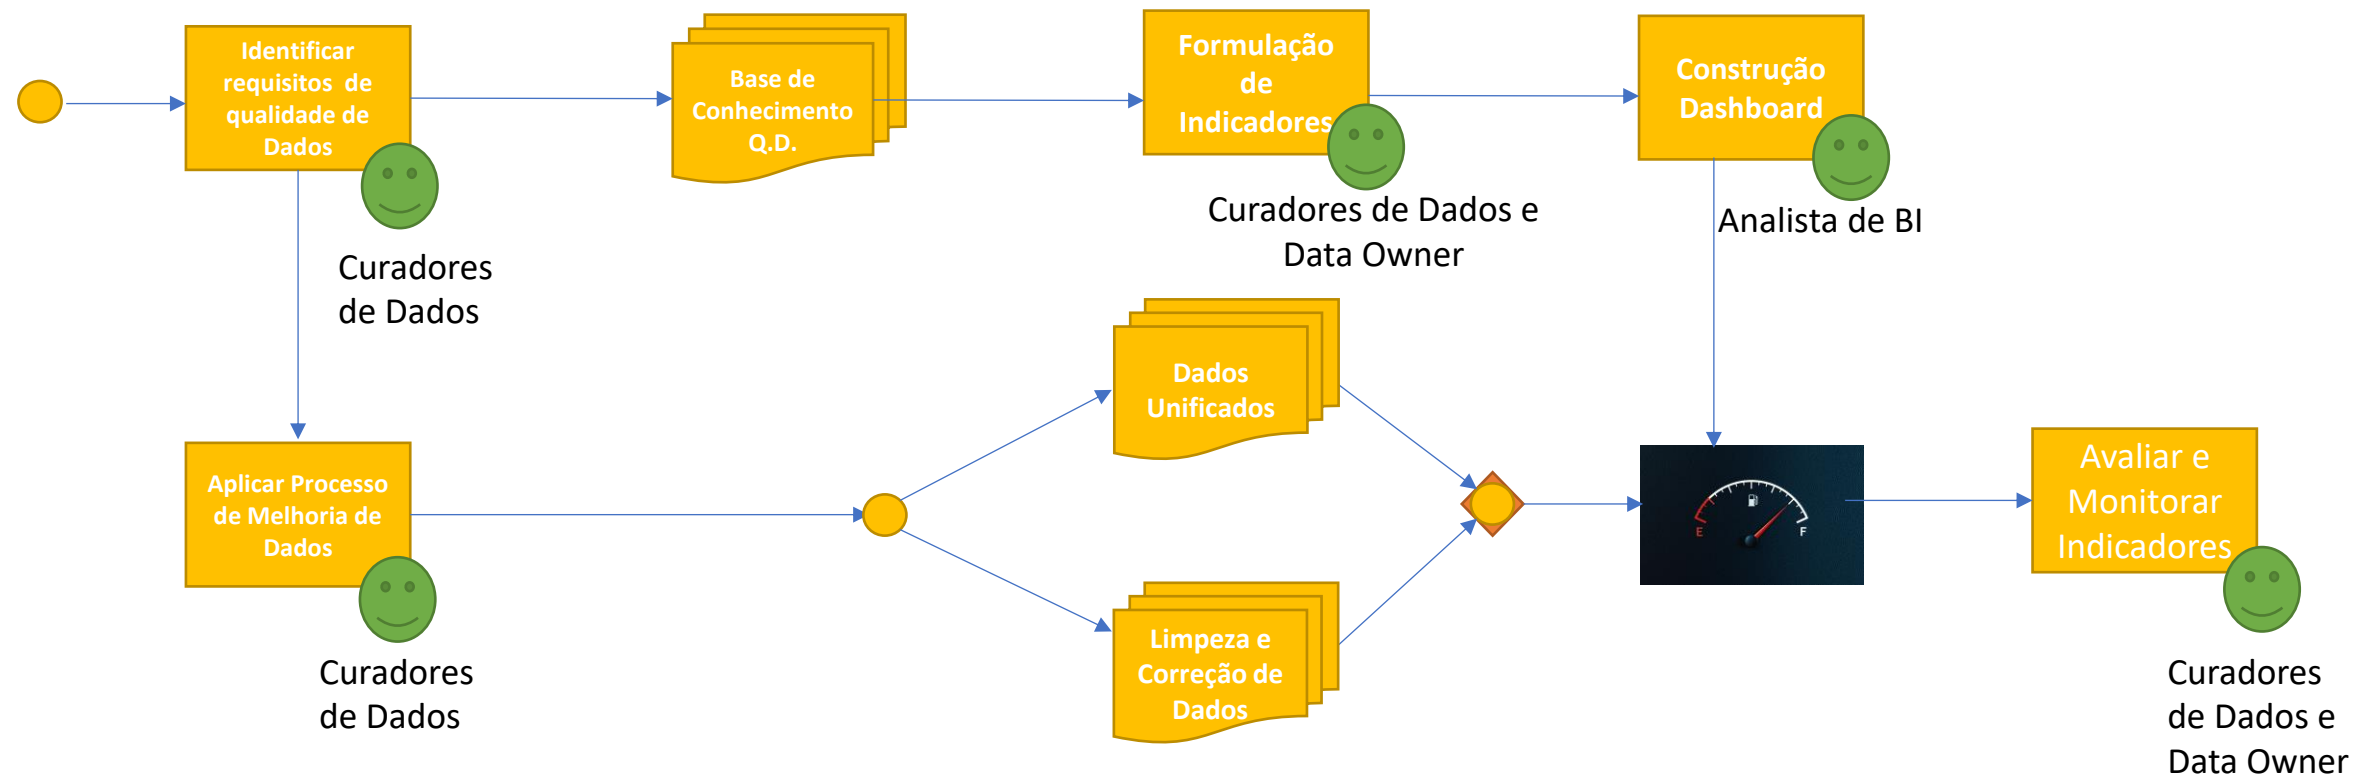 Identificar
requisitos de
qualidade de
Dados
Curadores
de Dados
Base de
Conhecimento
Q.D.
Formulação
de
Indicadores
Curadores de Dados e
Data Owner
Construção
Dashboard
Analista de BI
Aplicar Processo
de Melhoria de
Dados
Curadores
de Dados
Dados
Unificados
Limpeza e
Correção de
Dados
E
F
Avaliar e
Monitorar
Indicadores
Curadores
de Dados e
Data Owner